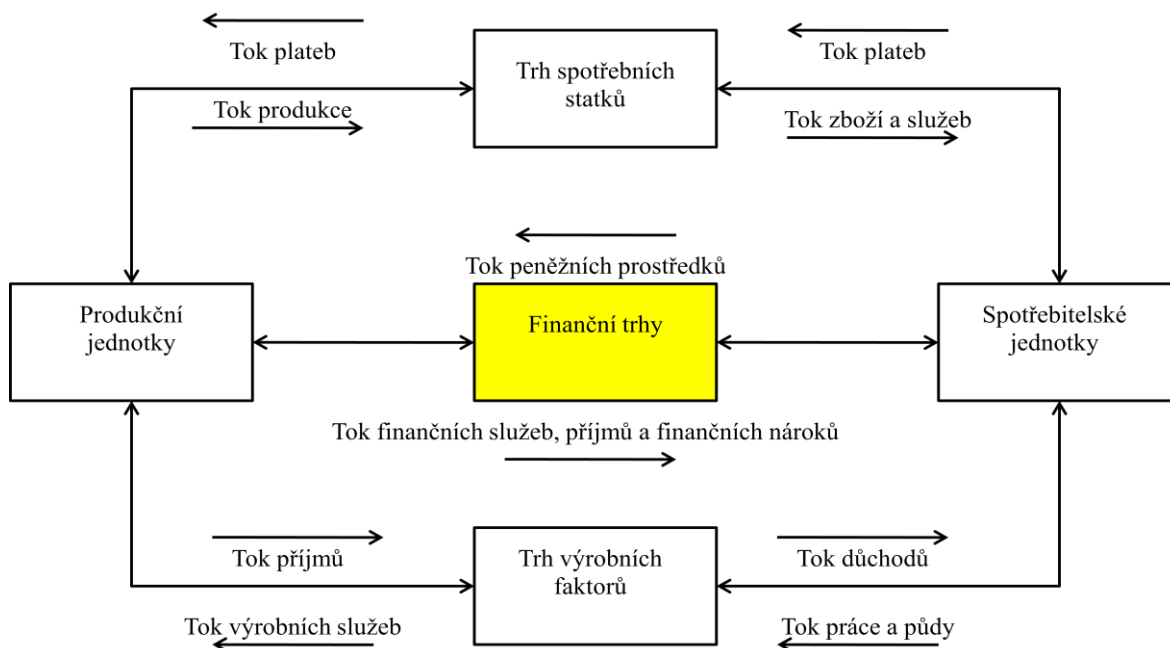 Tok plateb
Trh spotřebních
statků
Tok plateb
Tok produkce
Tok zboží a služeb
Tok peněžních prostředků
Produkční
jednotky
Finanční trhy
Spotřebitelské
jednotky
Tok finančních služeb, příjmů a finančních nároků
Tok příjmů
Trh výrobních
faktorů
Tok důchodů
Tok výrobních služeb
Tok práce a půdy